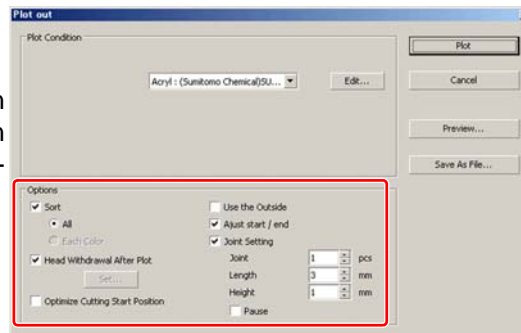 Plot out
Plot Condition
Plot
Acryl : (Sumitomo Chemical)SU...
Edit...
Cancel
Preview...
Save As File...
Options
Sort
Use the Outside
All
Ajust start / end
Each Color
Joint Setting
Head Withdrawal After Plot
Joint 1 pcs
Set...
Length 3 mm
Height 1 mm
Optimize Cutting Start Position
Pause